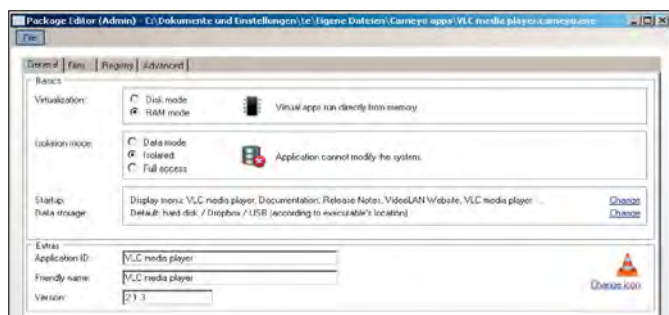 Package Editor (Admin) - C:\Dokumente und Einstellungen\te\Eigene Dateien\Cameyo apps\VLC media player.cameyo.exe
File
General Files Registry Advanced
Basics
Virtualization:
Disk mode
RAM mode
Virtual apps run directly from memory.
Isolation mode:
Data mode
Isolated
Full access
Application cannot modify the system.
Startup: Display menu: VLC media player, Documentation, Release Notes, VideoLAN Website, VLC media player ... Change
Data storage: Default: hard disk / Dropbox / USB (according to executable's location) Change
Extras
Application ID: VLC media player
Friendly name: VLC media player
Change icon
Version: 2.1.3